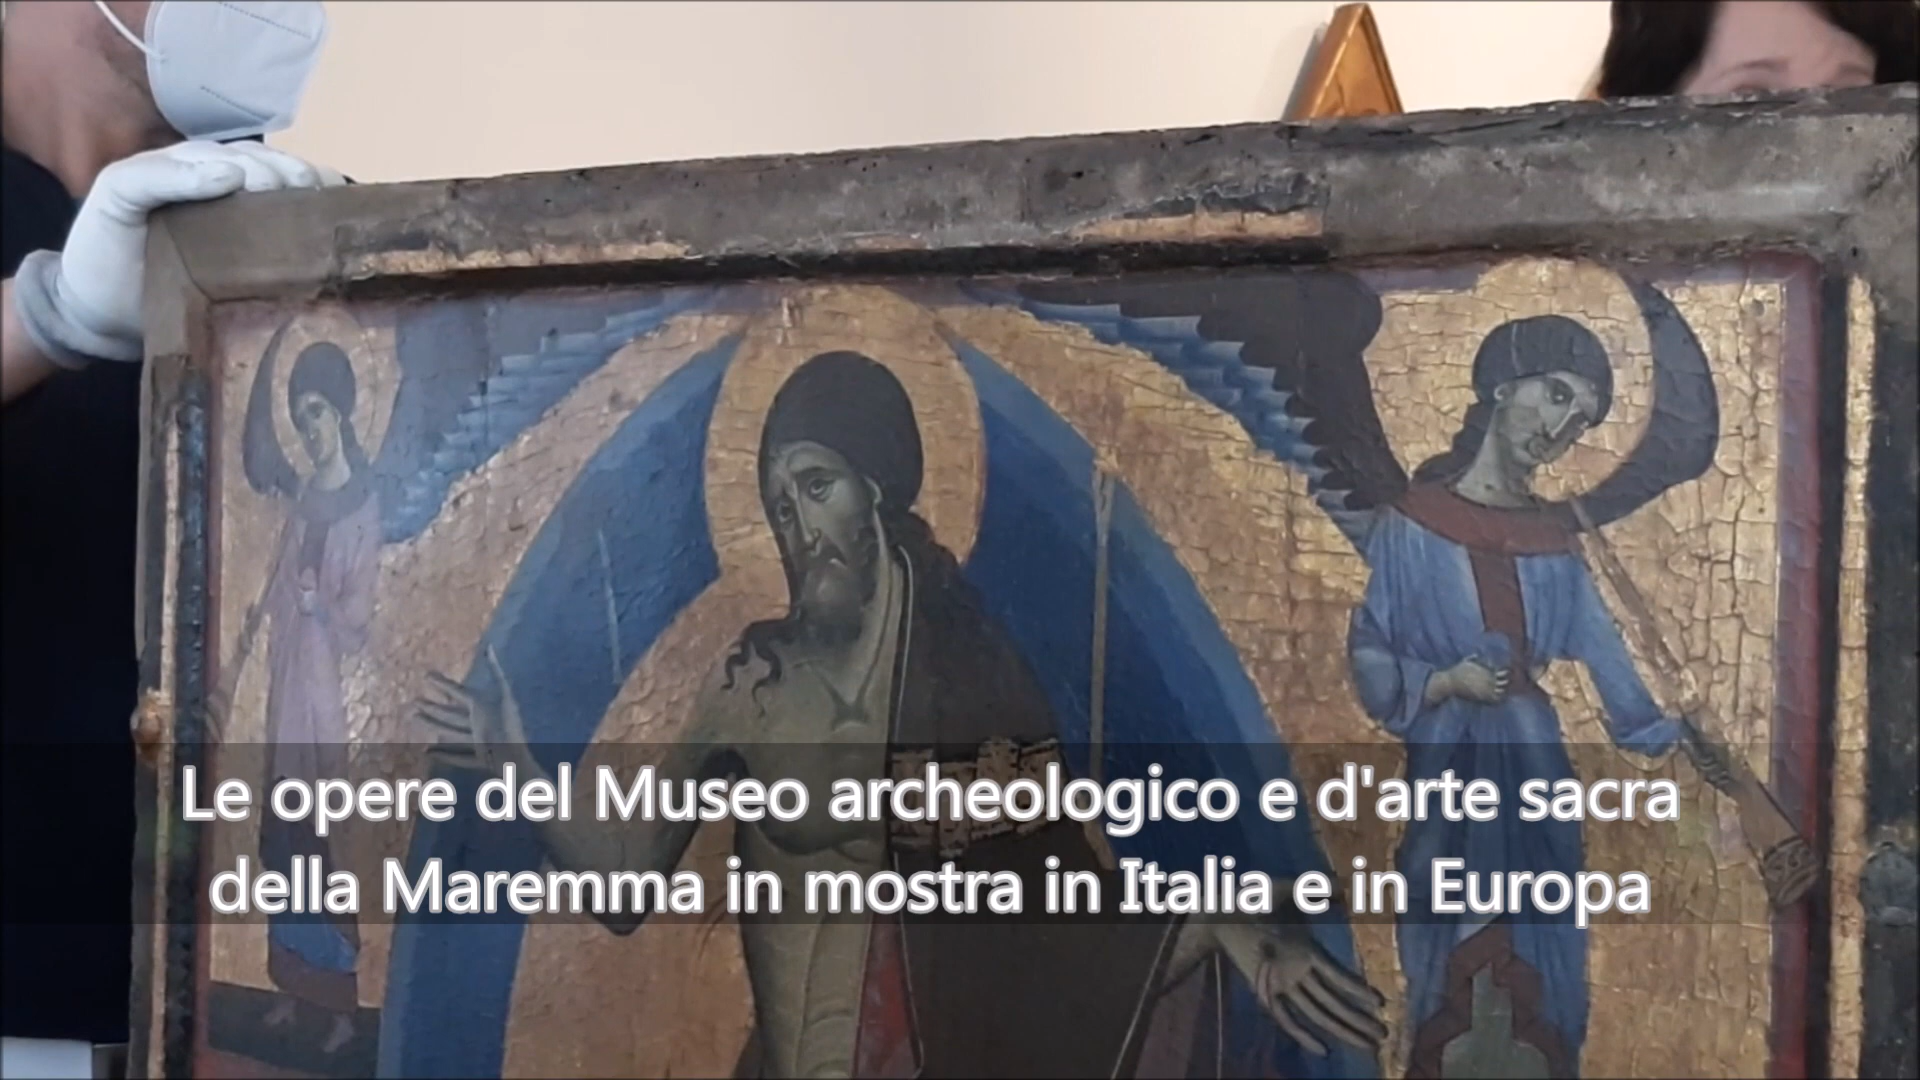 Le opere del Museo archeologico e d'arte sacra
della Maremma in mostra in Italia e in Europa